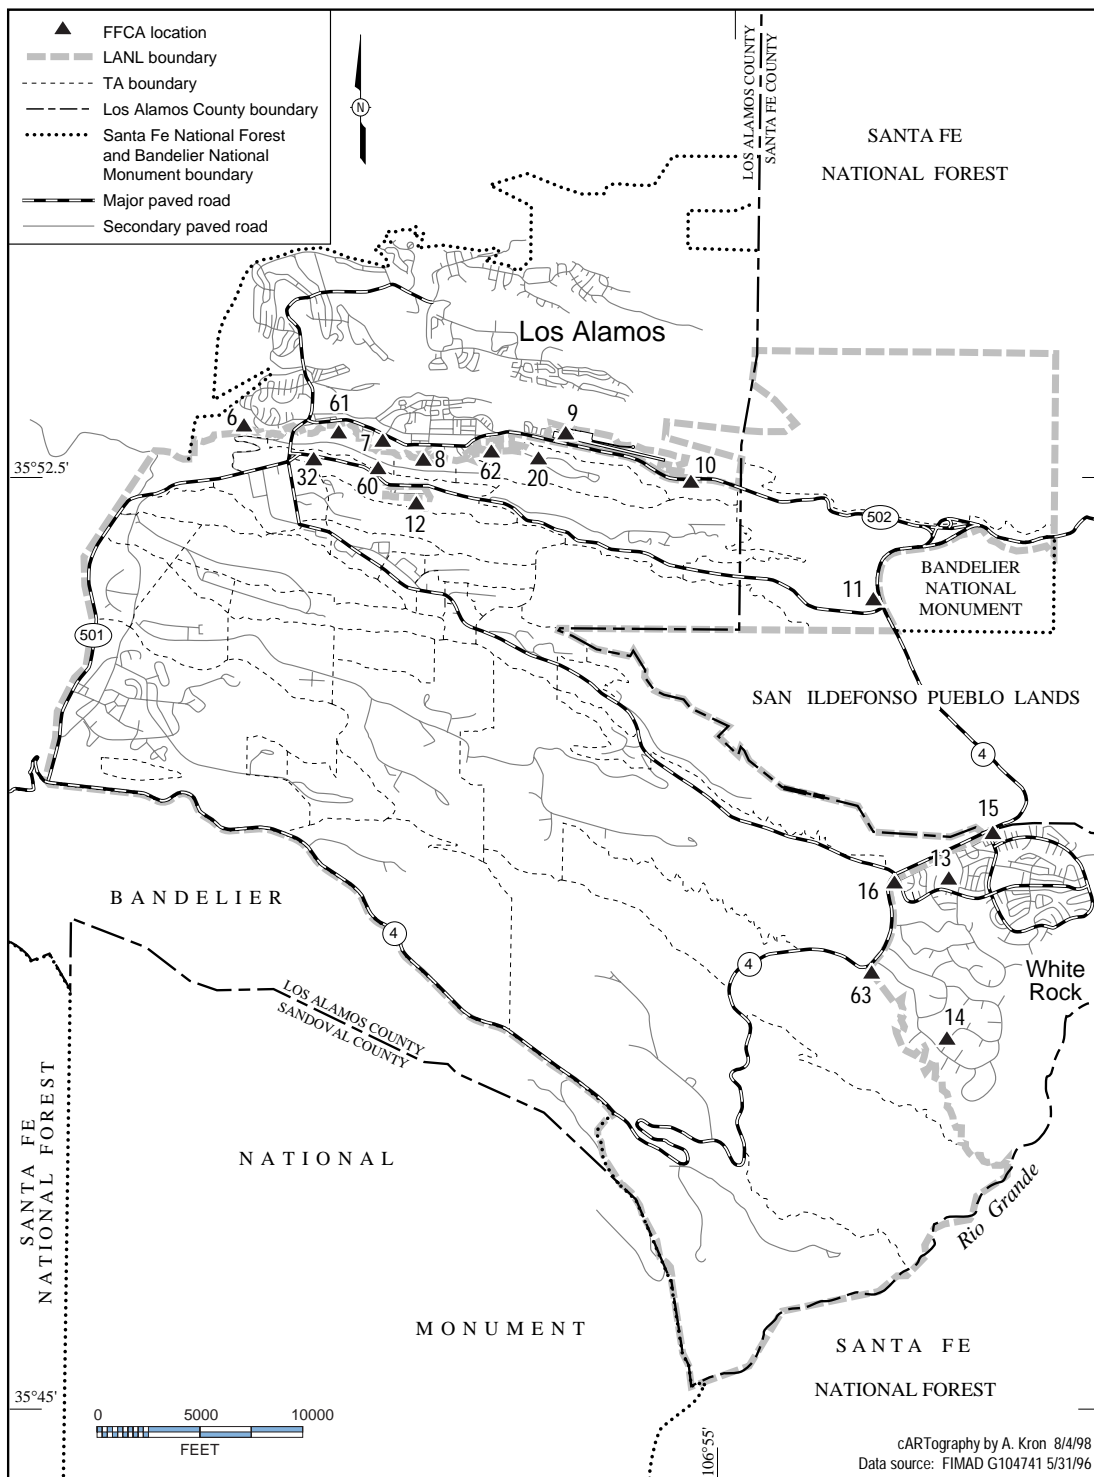 FFCA location
LANL boundary
TA boundary
Los Alamos County boundary
Santa Fe National Forest
and Bandelier National
Monument boundary
Major paved road
Secondary paved road
N
LOS ALAMOS COUNTY
SANTA FE COUNTY
SANTA FE
NATIONAL FOREST
Los Alamos
6
61
7
8
62
9
20
10
32
60
12
35°52.5'
502
BANDELIER
NATIONAL
MONUMENT
11
501
SAN ILDEFONSO PUEBLO LANDS
4
15
13
16
BANDELIER
4
4
63
White
Rock
14
LOS ALAMOS COUNTY
SANDOVAL COUNTY
SANTA FE
NATIONAL FOREST
NATIONAL
Rio Grande
MONUMENT
SANTA FE
NATIONAL FOREST
35°45'
0 5000 10000
FEET
106°55'
cARTography by A. Kron 8/4/98
Data source: FIMAD G104741 5/31/96